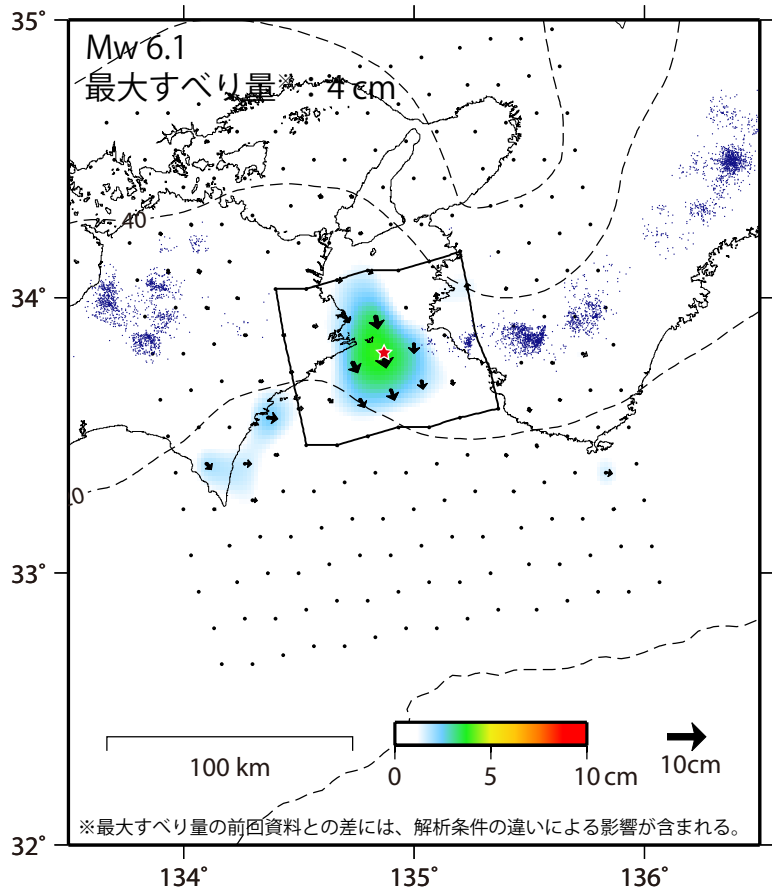 35°
Mw 6.1
最大すべり量※ 4 cm
40
34°
20
33°
100 km
0 5 10 cm
10cm
※最大すべり量の前回資料との差には、解析条件の違いによる影響が含まれる。
32°
134° 135° 136°